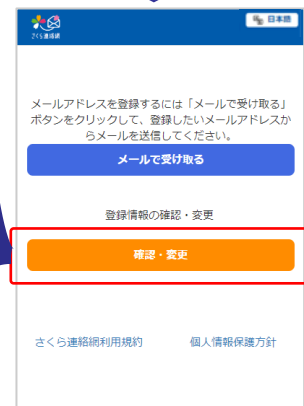 さくら連絡網
日本語
メールアドレスを登録するには「メールで受け取る」
ボタンをクリックして、登録したいメールアドレスか
らメールを送信してください。
メールで受け取る
登録情報の確認・変更
確認・変更
さくら連絡網利用規約 個人情報保護方針